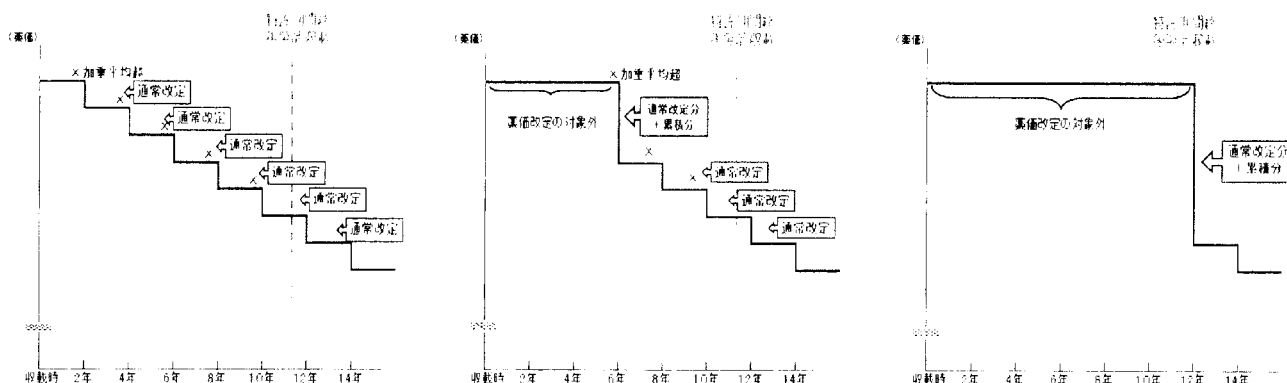 (薬価)
×加重平均超
通常改定
通常改定
通常改定
通常改定
通常改定
通常改定
収載時 2年 4年 6年 8年 10年 12年 14年
(薬価)
×加重平均超
薬価改定の対象外
通常改定分
+累積分
通常改定
通常改定
通常改定
収載時 2年 4年 6年 8年 10年 12年 14年
(薬価)
薬価改定の対象外
通常改定分
+累積分
収載時 2年 4年 6年 8年 10年 12年 14年